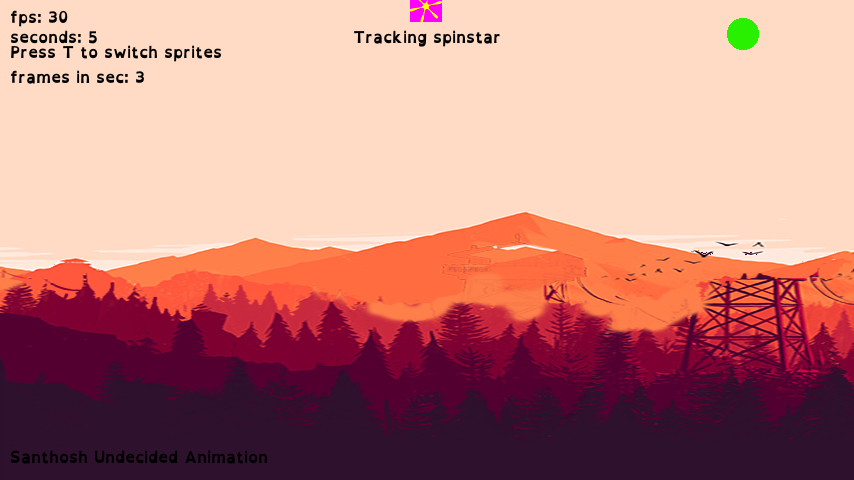 fps: 30
seconds: 5
Press T to switch sprites
frames in sec: 3
Tracking spinstar
Santhosh Undecided Animation